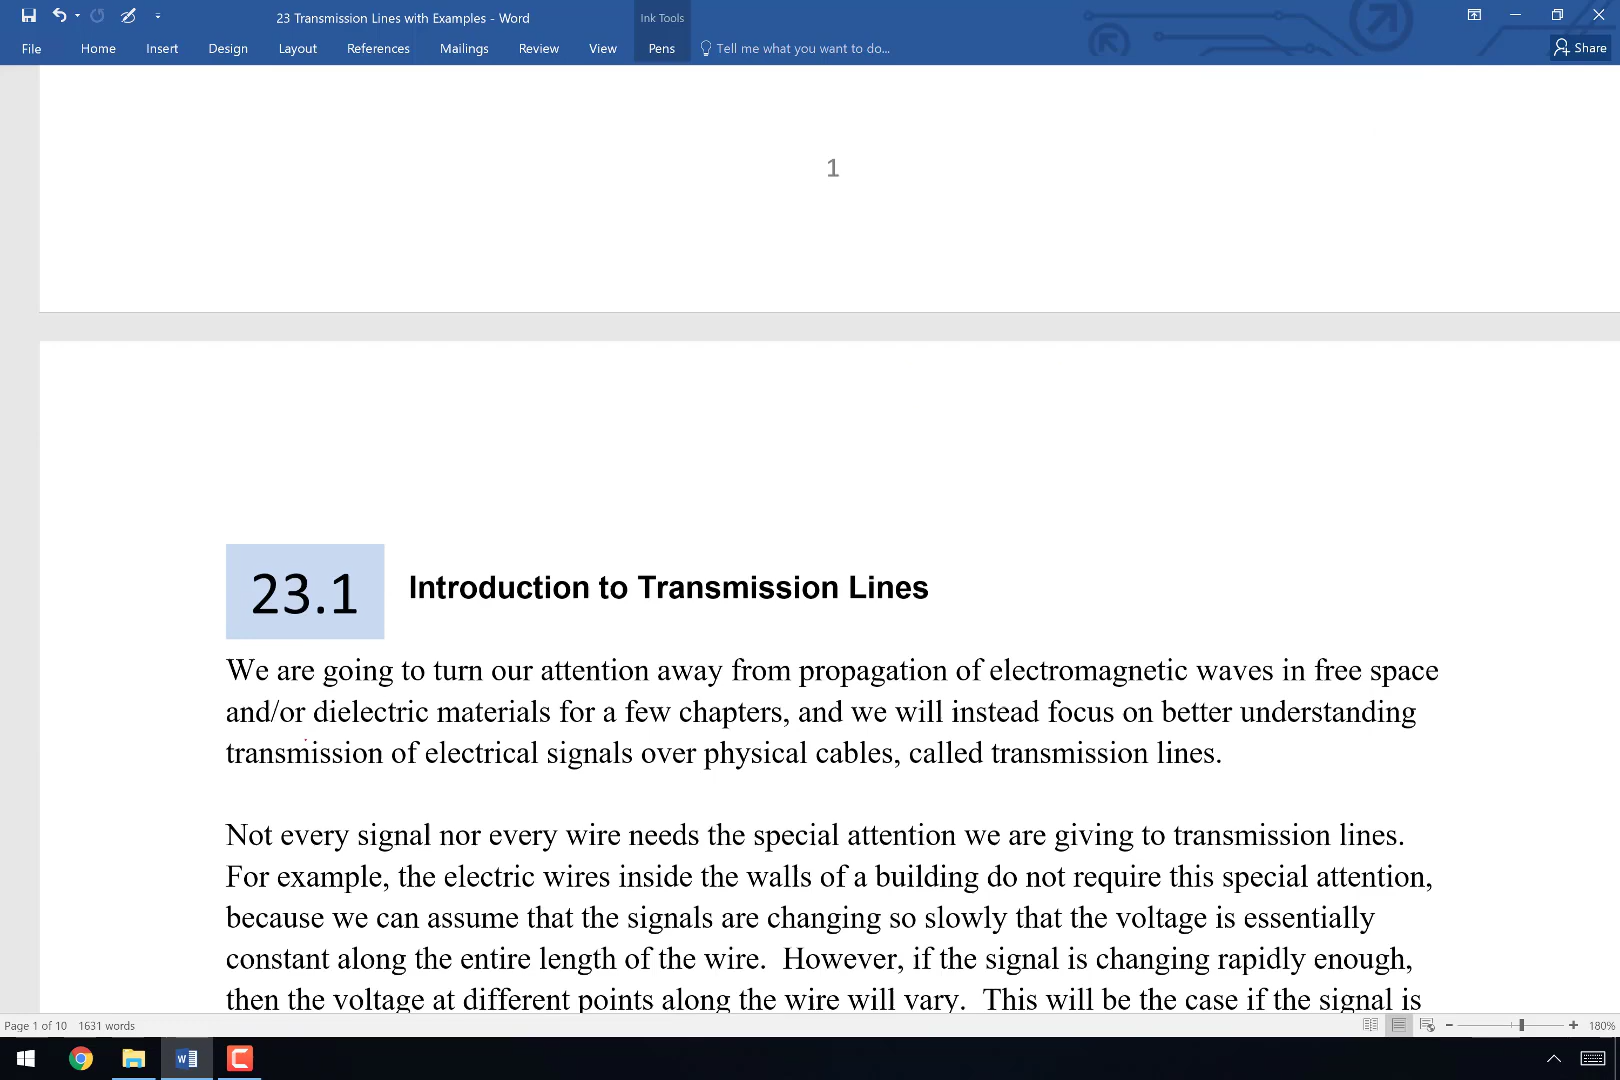 23 Transmission Lines with Examples - Word
Ink Tools
File Home Insert Design Layout References Mailings Review View Pens Tell me what you want to do... Share
1
23.1 Introduction to Transmission Lines
We are going to turn our attention away from propagation of electromagnetic waves in free space
and/or dielectric materials for a few chapters, and we will instead focus on better understanding
transmission of electrical signals over physical cables, called transmission lines.
Not every signal nor every wire needs the special attention we are giving to transmission lines.
For example, the electric wires inside the walls of a building do not require this special attention,
because we can assume that the signals are changing so slowly that the voltage is essentially
constant along the entire length of the wire.  However, if the signal is changing rapidly enough,
then the voltage at different points along the wire will vary.  This will be the case if the signal is
Page 1 of 10 1631 words 180%